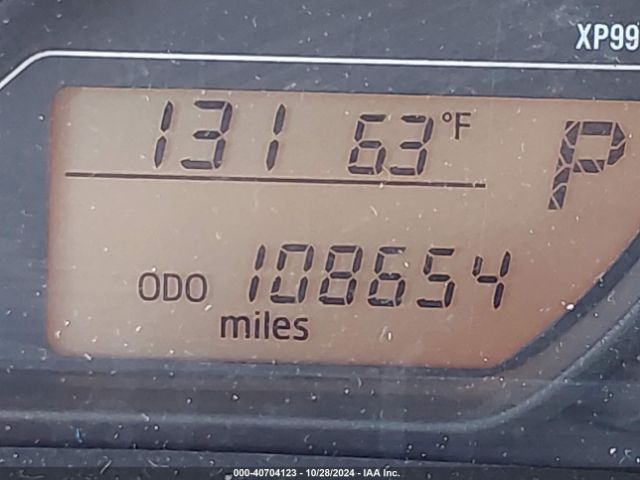 XP99
131 63°F P
ODO 108654
miles
000-40704123 - 10/28/2024 - IAA Inc.